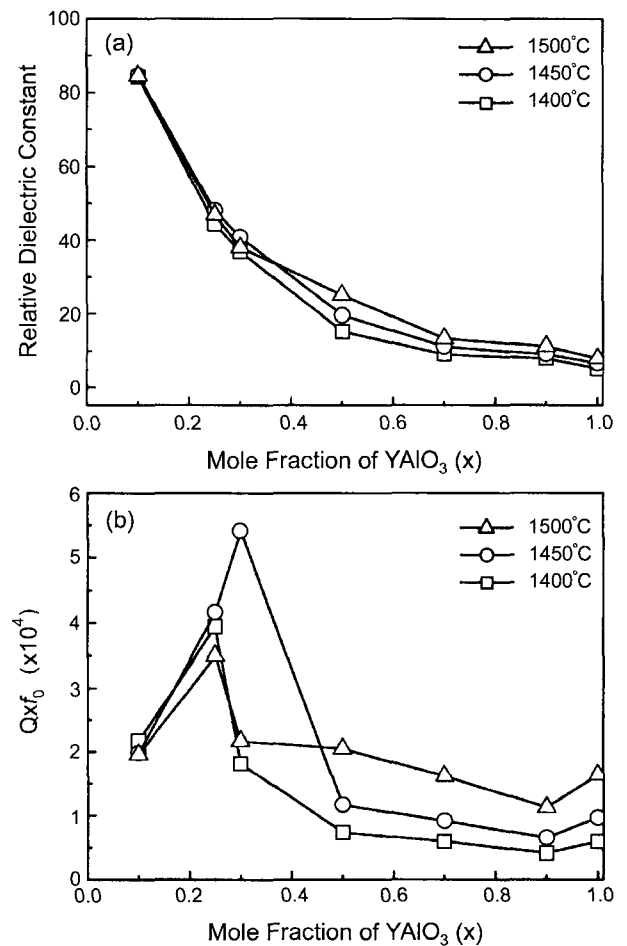 (a)
1500°C
1450°C
1400°C
100
80
60
40
20
0
Relative Dielectric Constant
0.0 0.2 0.4 0.6 0.8 1.0
Mole Fraction of YAlO₃ (x)
(b)
1500°C
1450°C
1400°C
6
5
4
3
2
1
0
Qxf₀ (x10⁴)
0.0 0.2 0.4 0.6 0.8 1.0
Mole Fraction of YAlO₃ (x)